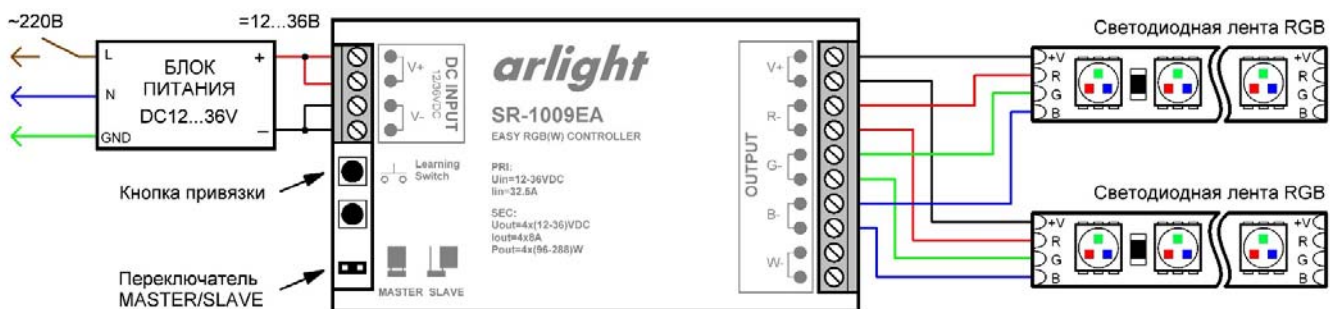 ~220В
=12...36В
L
N
GND
БЛОК
ПИТАНИЯ
DC12...36V
+
–
Кнопка привязки
Переключатель
MASTER/SLAVE
V+
V-
DC INPUT
12/36VDC
Learning
Switch
MASTER SLAVE
arlight
SR-1009EA
EASY RGB(W) CONTROLLER
PRI:
Uin=12-36VDC
Iin=32.5A
SEC:
Uout=4x(12-36)VDC
Iout=4x8A
Pout=4x(96-288)W
OUTPUT
V+
R-
G-
B-
W-
Светодиодная лента RGB
+V
R
G
B
+V
R
G
B
Светодиодная лента RGB
+V
R
G
B
+V
R
G
B